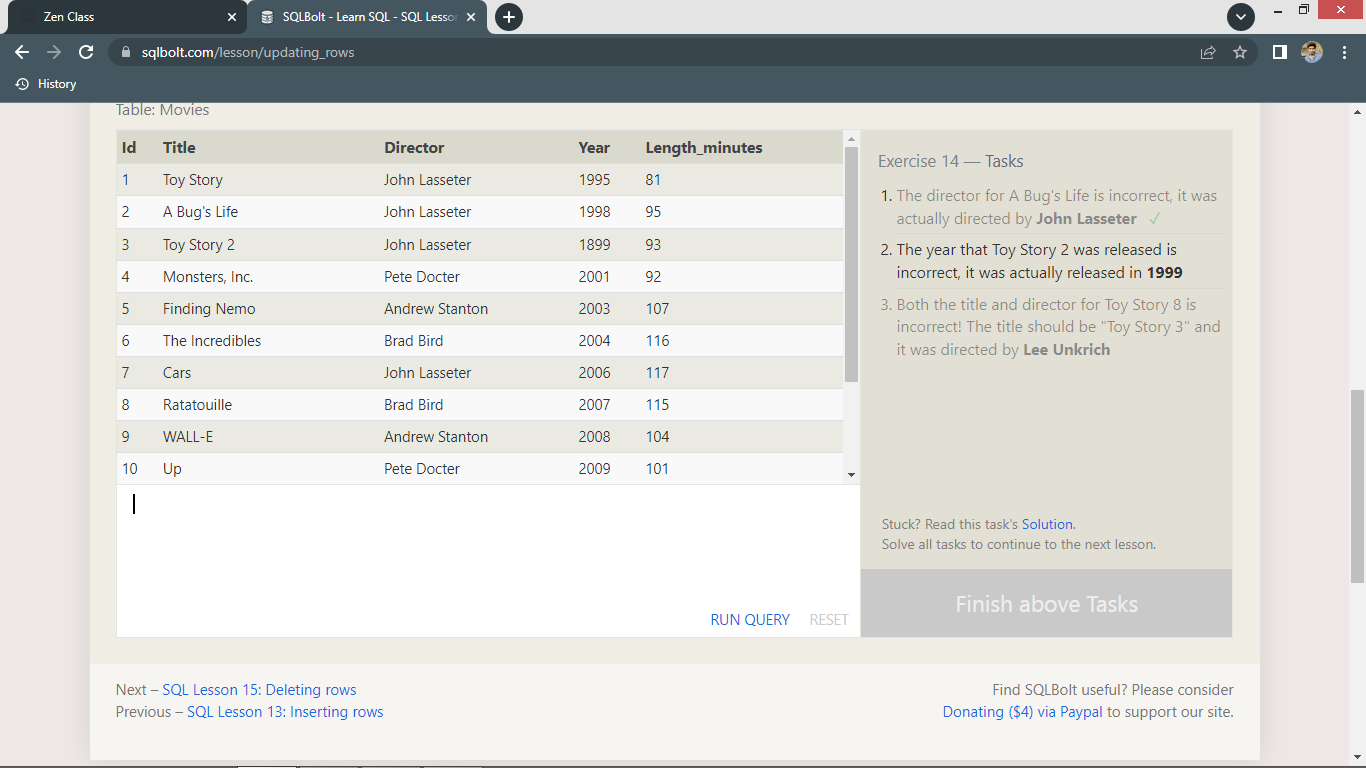 Zen Class
SQLBolt - Learn SQL - SQL Lesson
sqlbolt.com/lesson/updating_rows
History
Table: Movies
Id Title Director Year Length_minutes
1 Toy Story John Lasseter 1995 81
2 A Bug's Life John Lasseter 1998 95
3 Toy Story 2 John Lasseter 1899 93
4 Monsters, Inc. Pete Docter 2001 92
5 Finding Nemo Andrew Stanton 2003 107
6 The Incredibles Brad Bird 2004 116
7 Cars John Lasseter 2006 117
8 Ratatouille Brad Bird 2007 115
9 WALL-E Andrew Stanton 2008 104
10 Up Pete Docter 2009 101
RUN QUERY RESET
Exercise 14 — Tasks
1. The director for A Bug's Life is incorrect, it was
actually directed by John Lasseter ✓
2. The year that Toy Story 2 was released is
incorrect, it was actually released in 1999
3. Both the title and director for Toy Story 8 is
incorrect! The title should be "Toy Story 3" and
it was directed by Lee Unkrich
Stuck? Read this task's Solution.
Solve all tasks to continue to the next lesson.
Finish above Tasks
Next – SQL Lesson 15: Deleting rows
Previous – SQL Lesson 13: Inserting rows
Find SQLBolt useful? Please consider
Donating ($4) via Paypal to support our site.